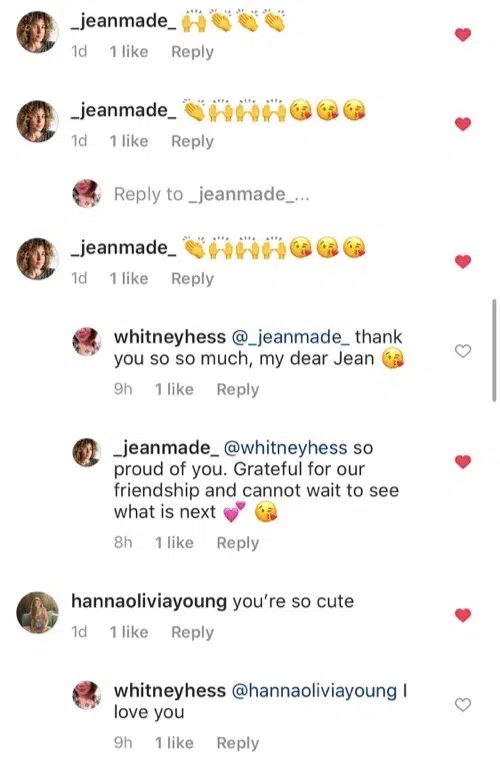 _jeanmade_ 🙌👏👏👏
1d 1 like Reply
_jeanmade_ 👏🙌🙌🙌😘😘😘
1d 1 like Reply
Reply to _jeanmade_...
_jeanmade_ 👏🙌🙌🙌😘😘😘
1d 1 like Reply
whitneyhess @_jeanmade_ thank
you so so much, my dear Jean 😘
9h 1 like Reply
_jeanmade_ @whitneyhess so
proud of you. Grateful for our
friendship and cannot wait to see
what is next 💕 😘
8h 1 like Reply
hannaoliviayoung you’re so cute
1d 1 like Reply
whitneyhess @hannaoliviayoung I
love you
9h 1 like Reply